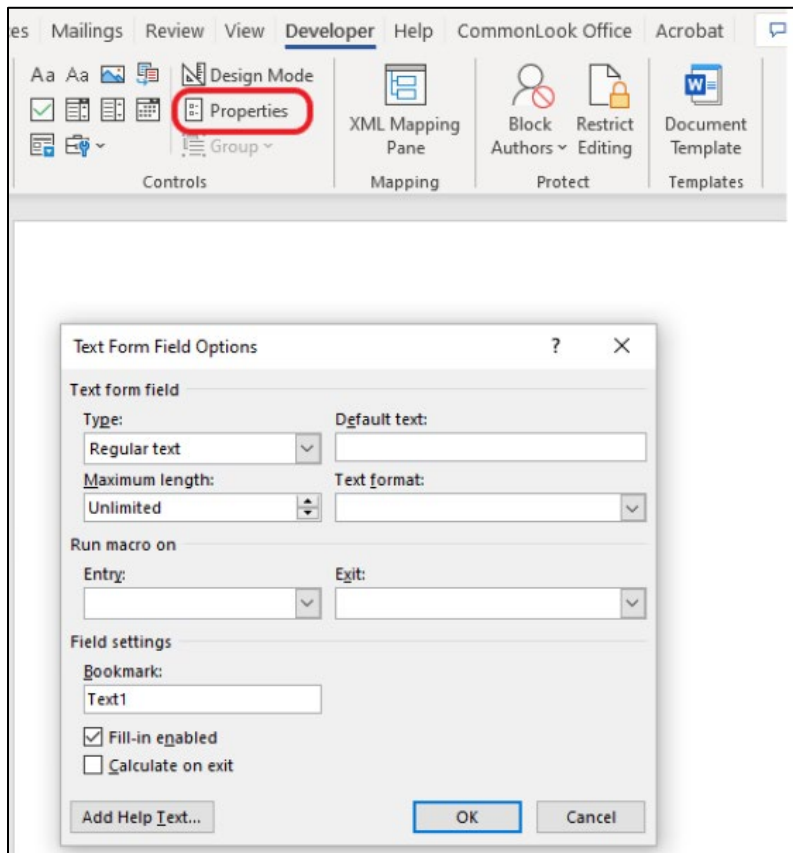 es Mailings Review View Developer Help CommonLook Office Acrobat
Aa Aa Design Mode
Properties
Group
XML Mapping
Pane
Block
Authors
Restrict
Editing
Document
Template
Controls Mapping Protect Templates
Text Form Field Options ?
Text form field
Type: Default text:
Regular text
Maximum length: Text format:
Unlimited
Run macro on
Entry: Exit:
Field settings
Bookmark:
Text1
Fill-in enabled
Calculate on exit
Add Help Text... OK Cancel